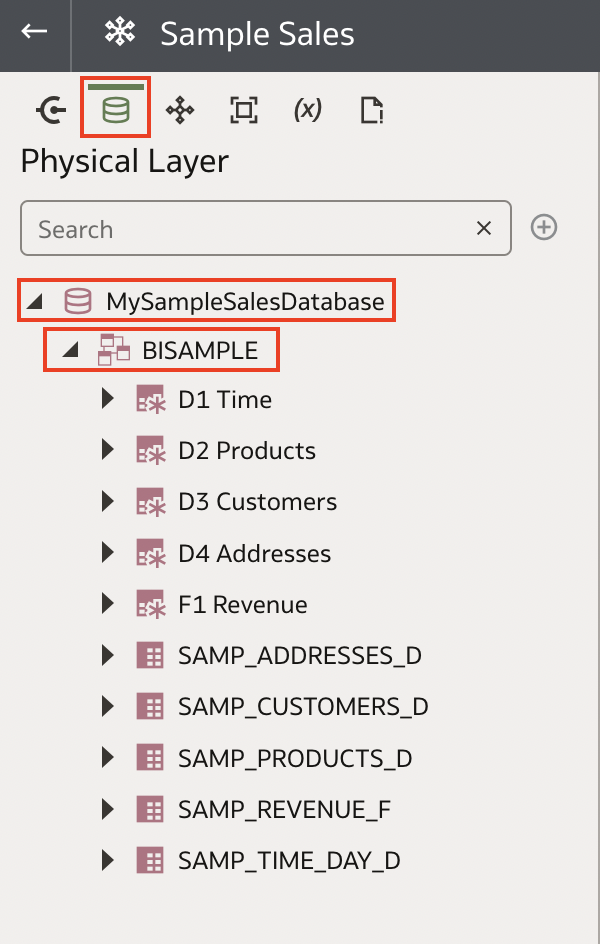 Sample Sales
(x)
Physical Layer
Search
MySampleSalesDatabase
BISAMPLE
D1 Time
D2 Products
D3 Customers
D4 Addresses
F1 Revenue
SAMP_ADDRESSES_D
SAMP_CUSTOMERS_D
SAMP_PRODUCTS_D
SAMP_REVENUE_F
SAMP_TIME_DAY_D